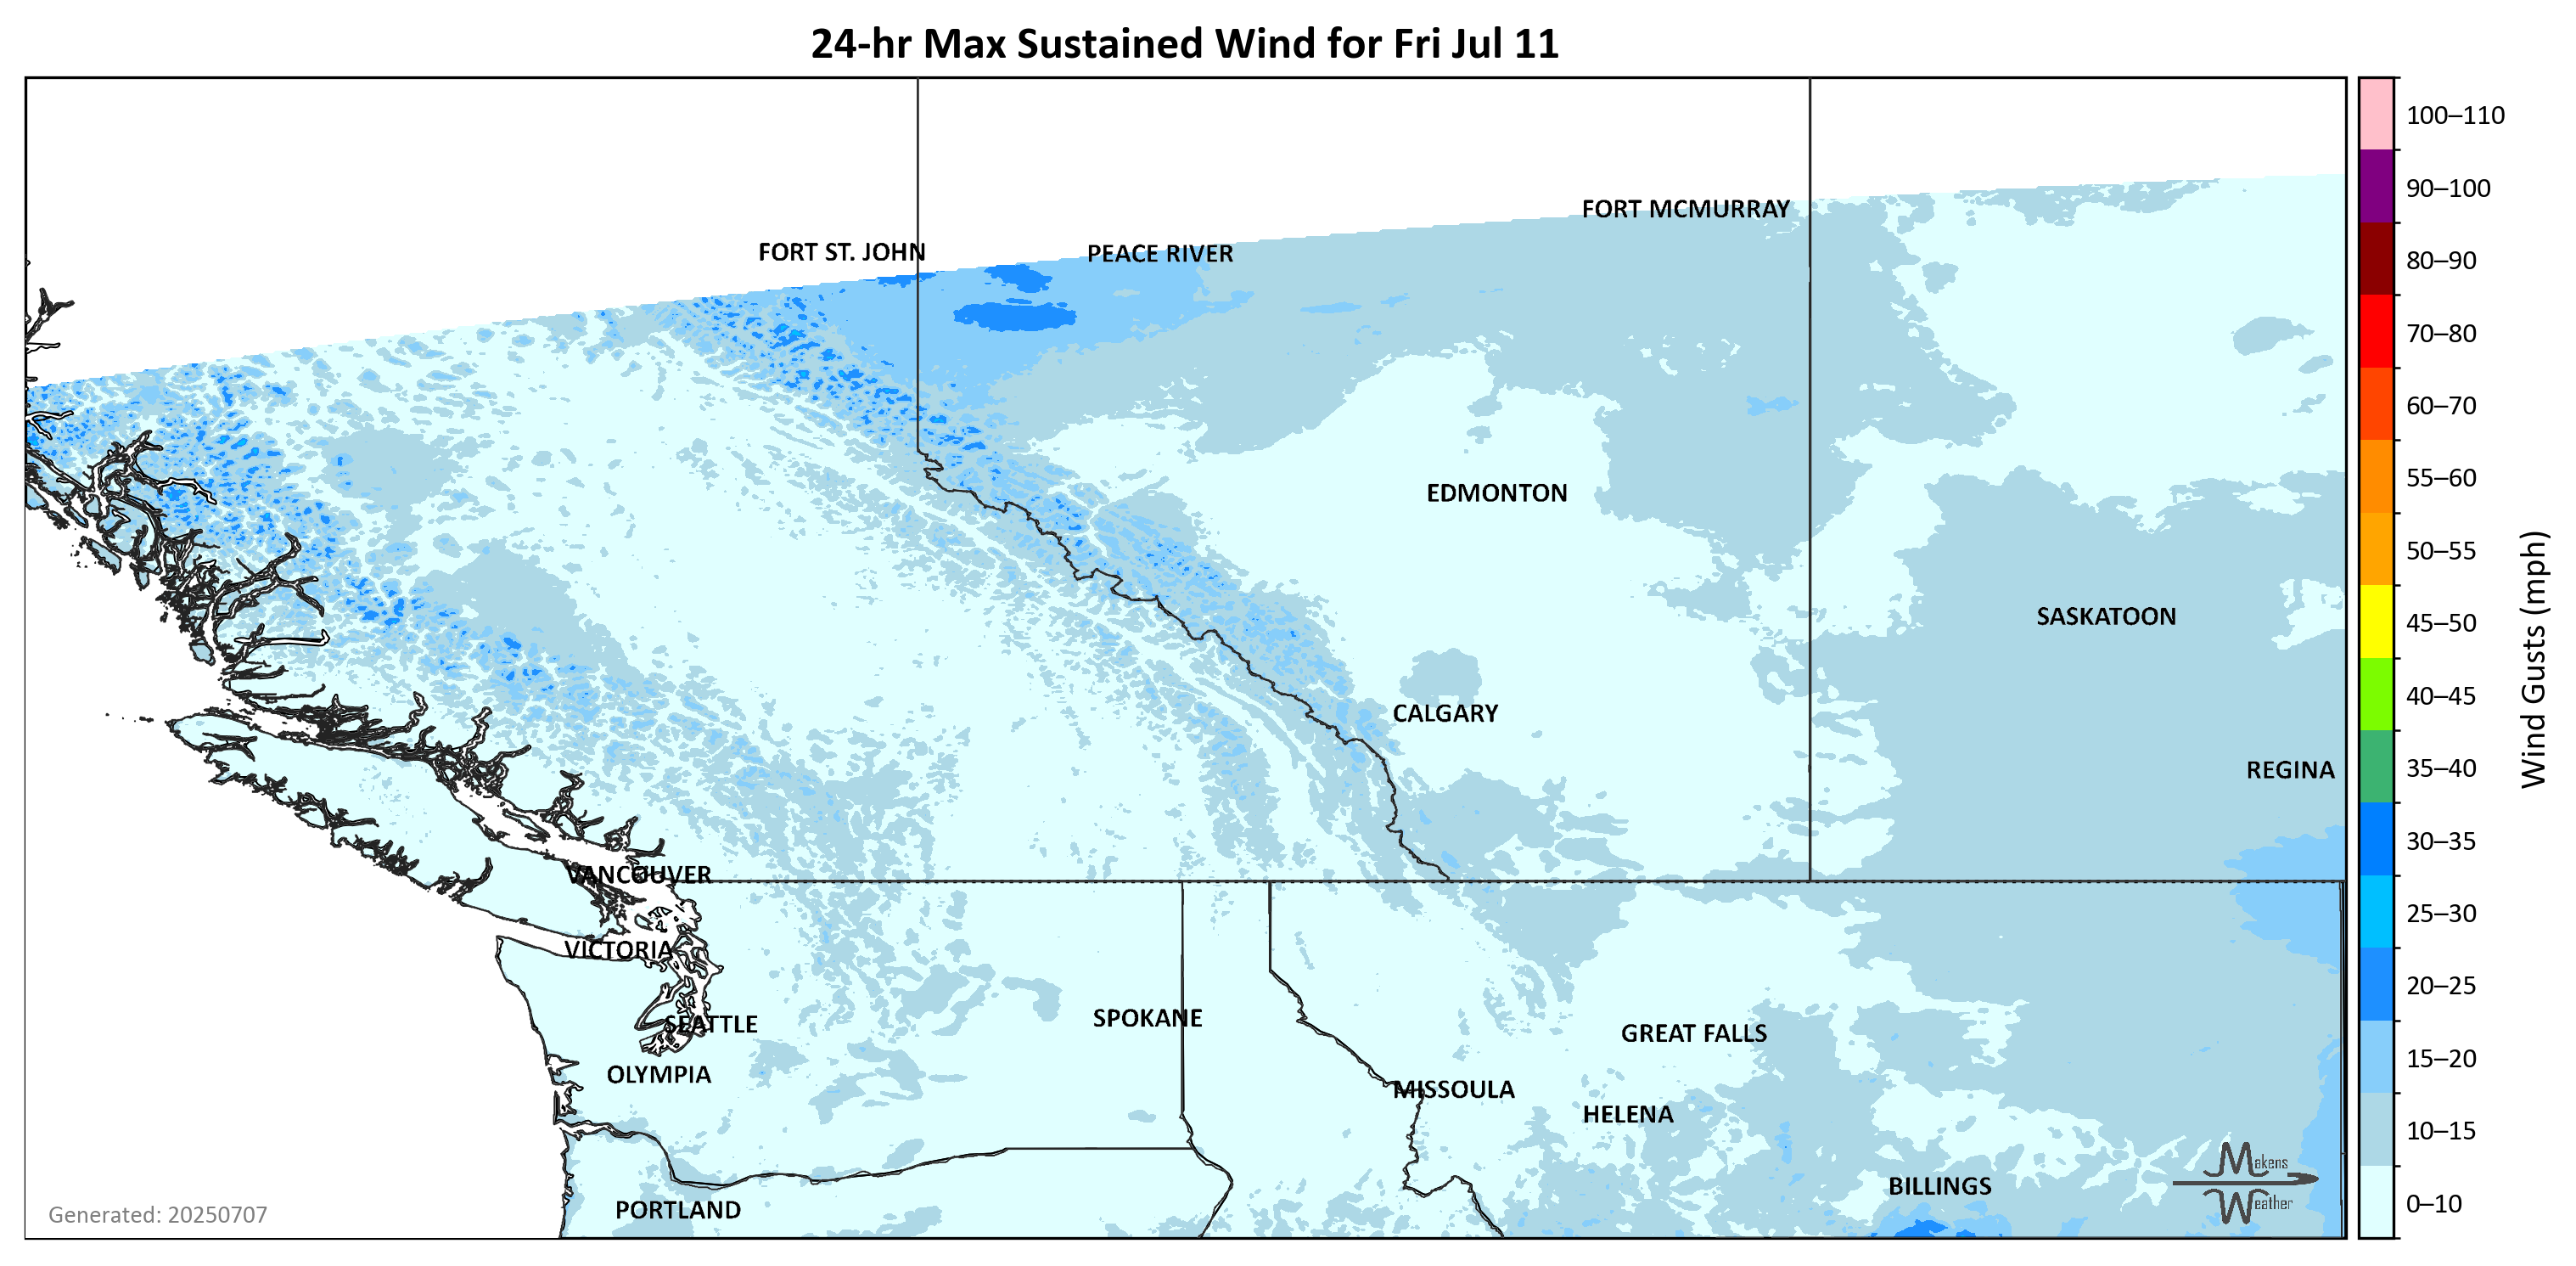 24-hr Max Sustained Wind for Fri Jul 11
100–110
90–100
80–90
70–80
60–70
55–60
50–55
45–50
40–45
35–40
30–35
25–30
20–25
15–20
10–15
0–10
Wind Gusts (mph)
FORT MCMURRAY
FORT ST. JOHN
PEACE RIVER
EDMONTON
SASKATOON
CALGARY
REGINA
VANCOUVER
VICTORIA
SPOKANE
SEATTLE
GREAT FALLS
OLYMPIA
MISSOULA
HELENA
BILLINGS
PORTLAND
Makens
Weather
Generated: 20250707